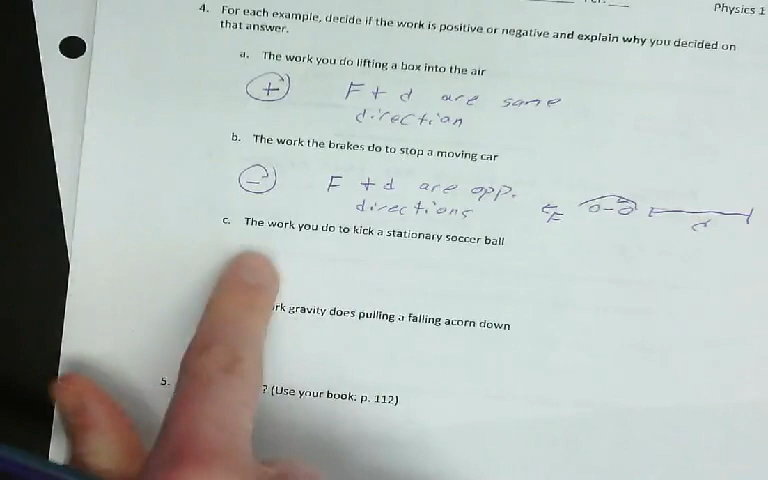 Physics 1
4. For each example, decide if the work is positive or negative and explain why you decided on
that answer.
a. The work you do lifting a box into the air
+ F + d are same
direction
b. The work the brakes do to stop a moving car
- F + d are opp.
directions
F
d
c. The work you do to kick a stationary soccer ball
rk gravity does pulling a falling acorn down
5.
? (Use your book: p. 112)